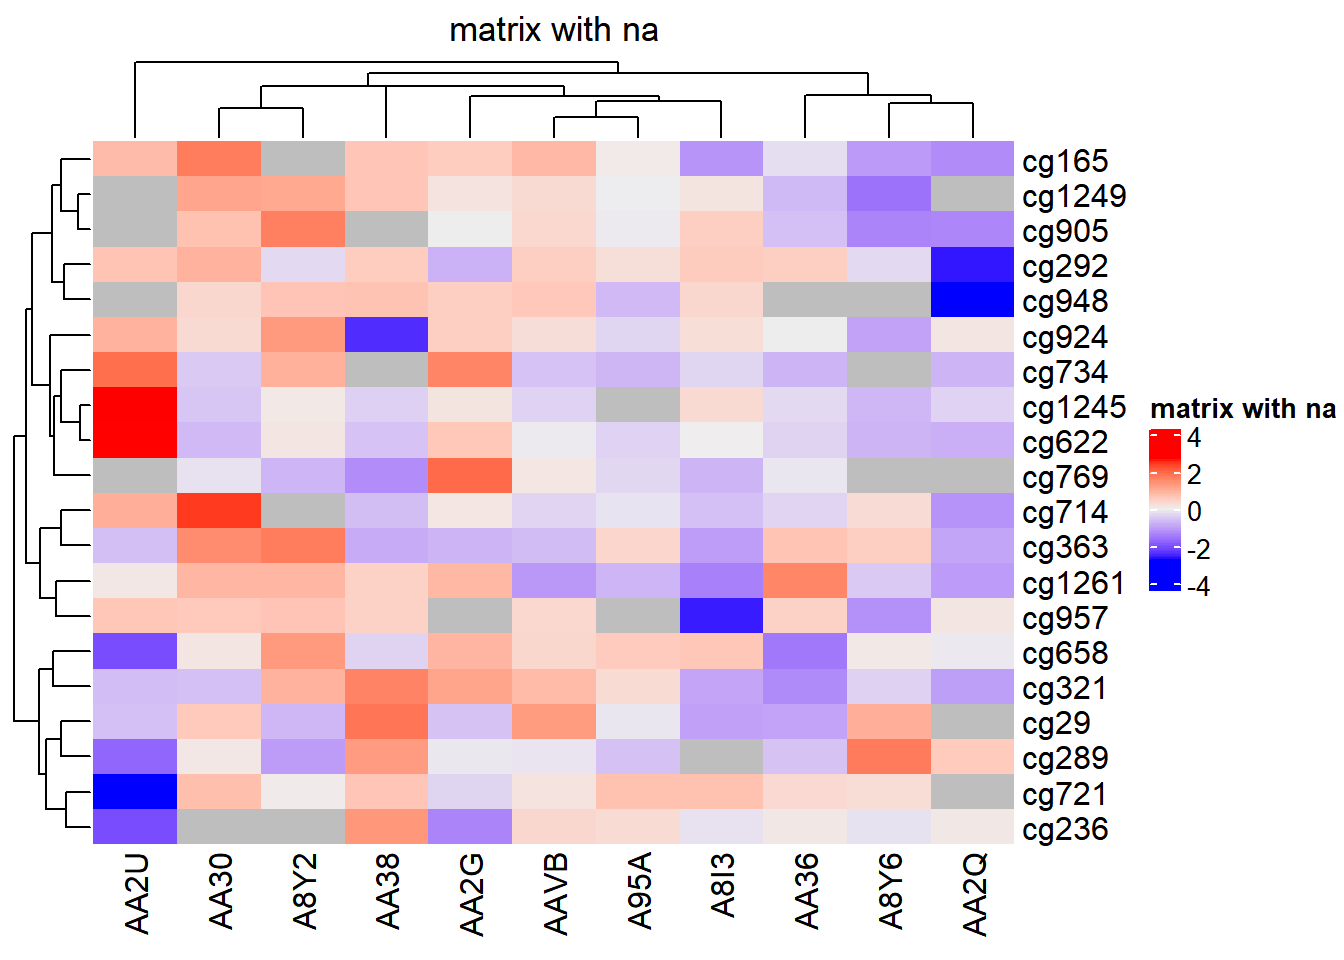 matrix with na
cg165
cg1249
cg905
cg292
cg948
cg924
cg734
cg1245
cg622
cg769
cg714
cg363
cg1261
cg957
cg658
cg321
cg29
cg289
cg721
cg236
AA2U
AA30
A8Y2
AA38
AA2G
AAVB
A95A
A8I3
AA36
A8Y6
AA2Q
matrix with na
4
2
0
-2
-4